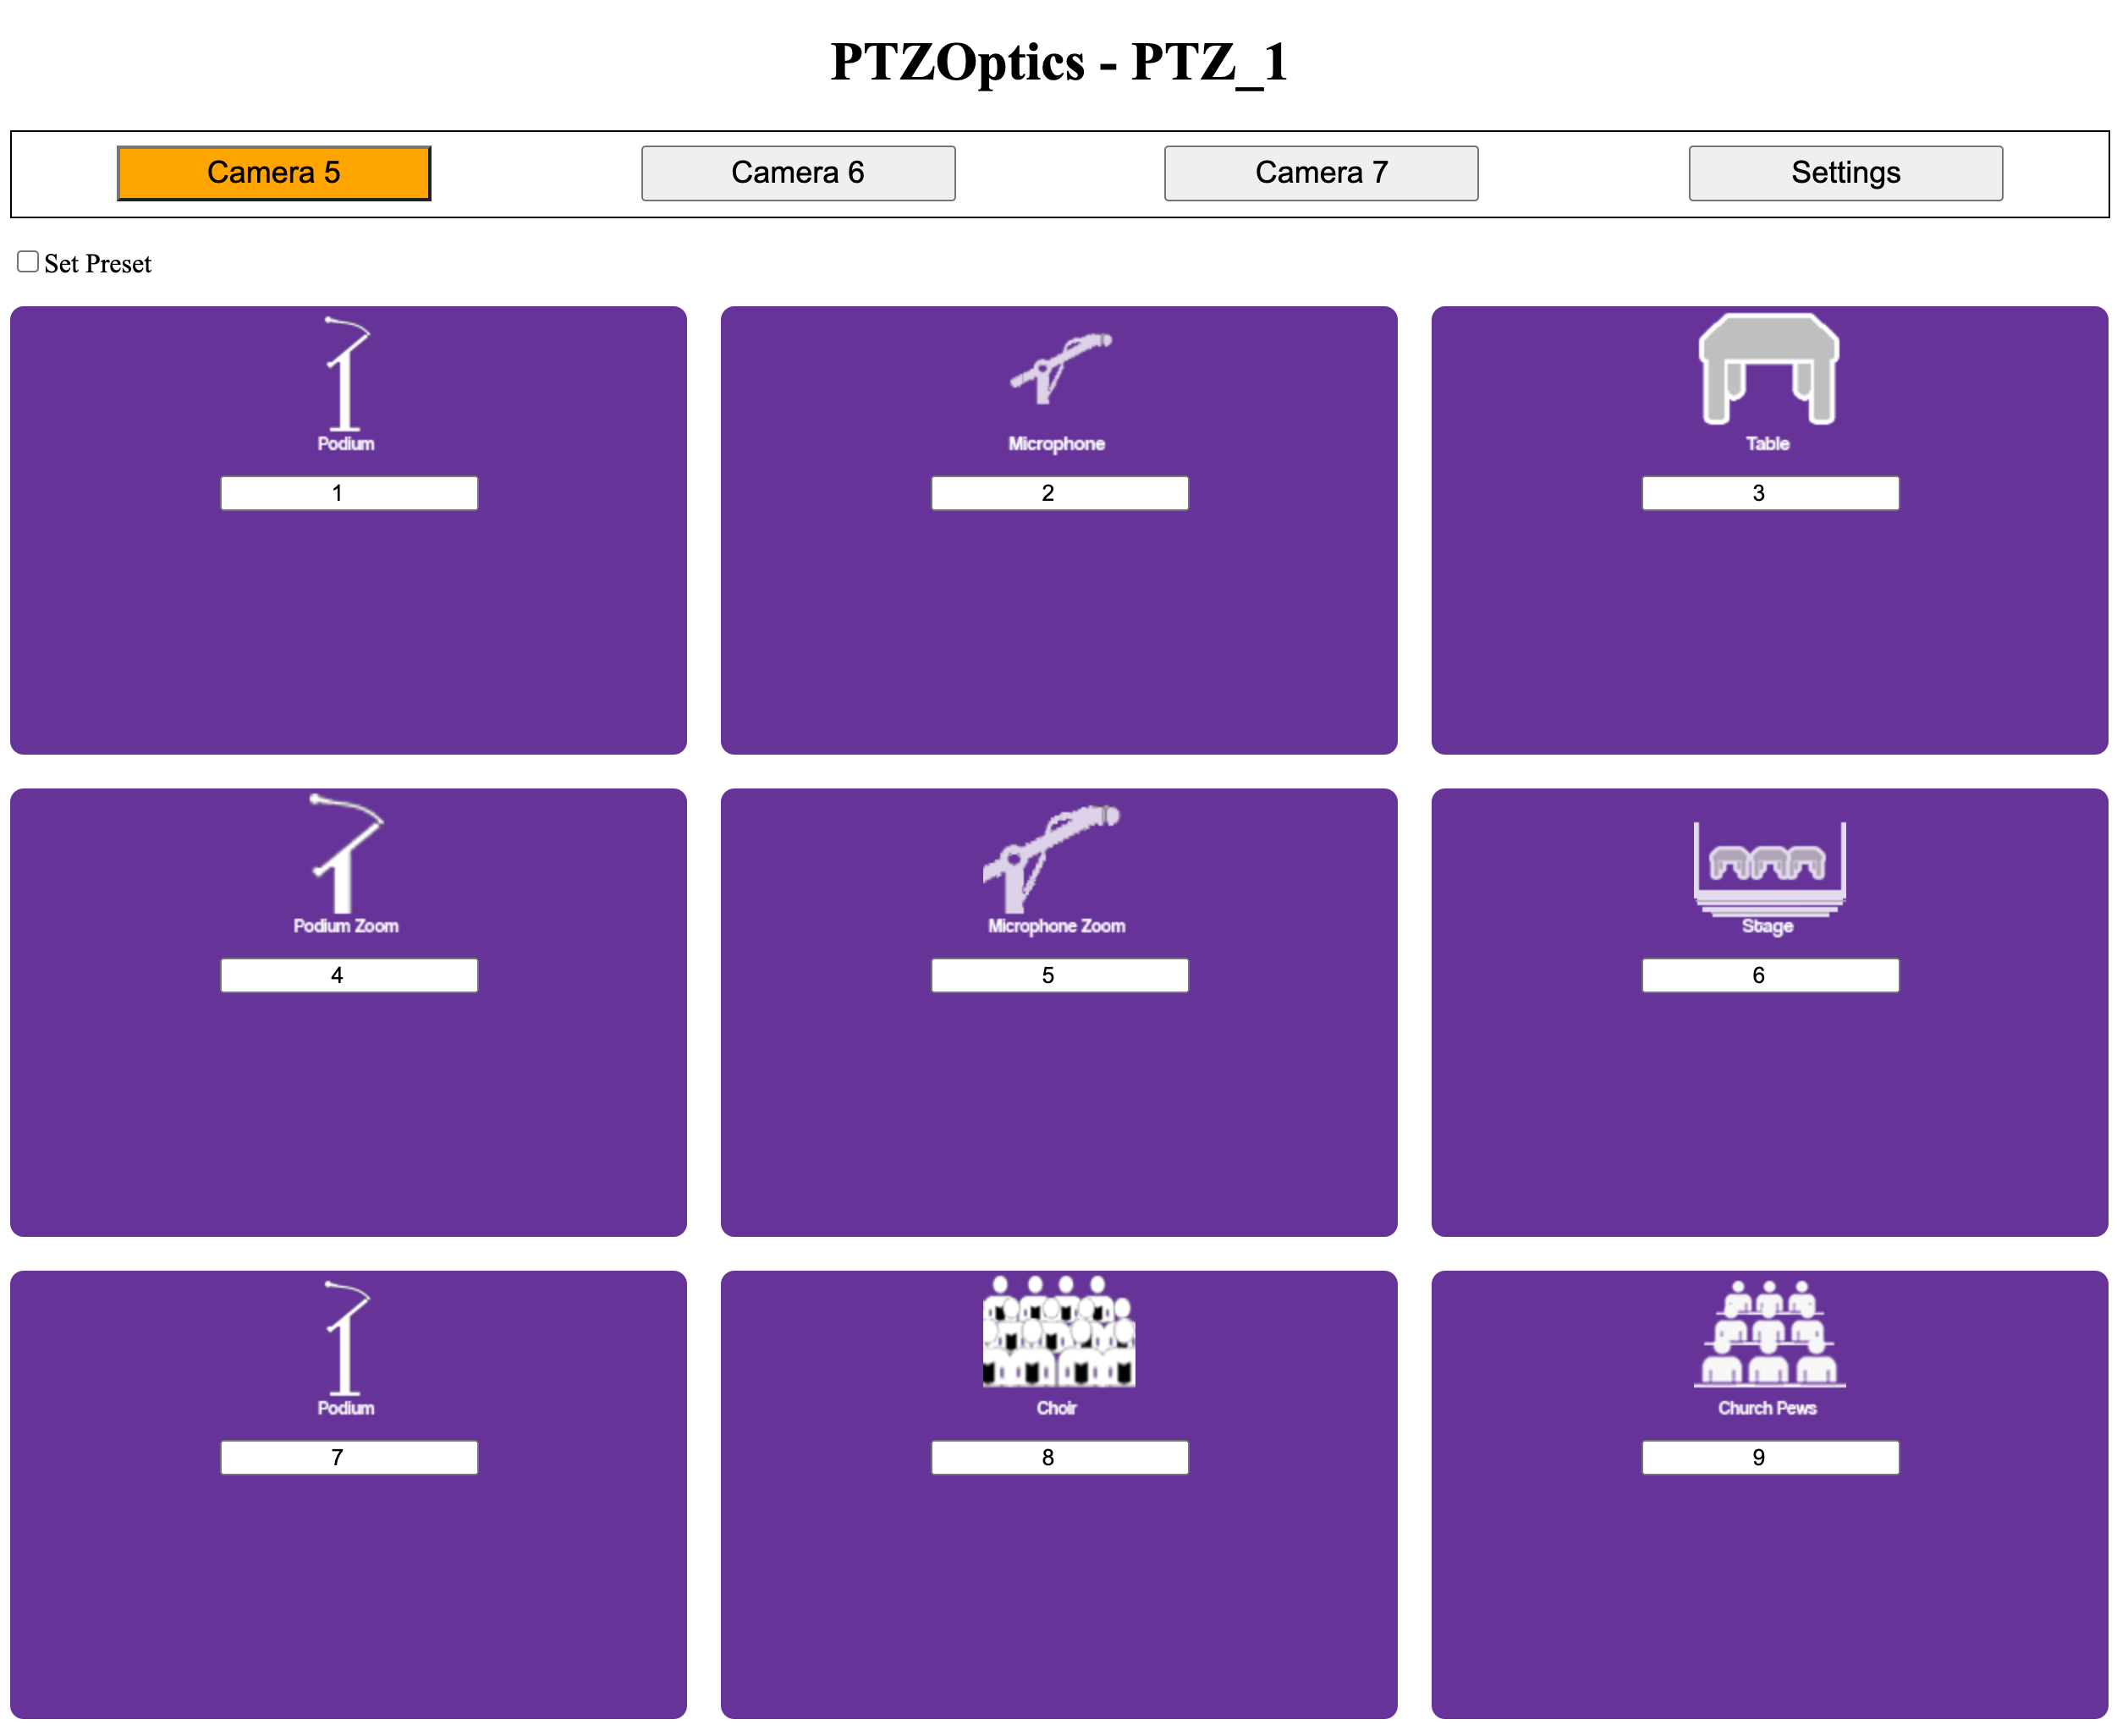 PTZOptics - PTZ_1
Camera 5 Camera 6 Camera 7 Settings
Set Preset
Podium Microphone Table
1 2 3
Podium Zoom Microphone Zoom Stage
4 5 6
Podium Choir Church Pews
7 8 9